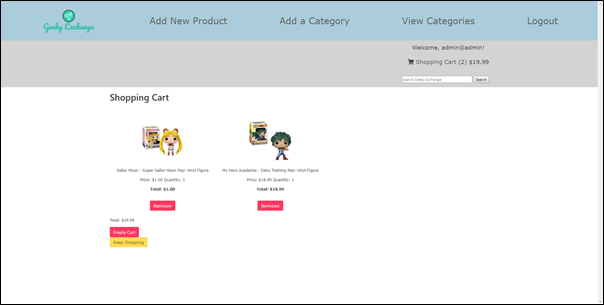 Geeky Exchange
Add New Product
Add a Category
View Categories
Logout
Welcome, admin@admin!
Shopping Cart (2) $19.99
Search Geeky Exchange
Search
Shopping Cart
Sailor Moon - Super Sailor Moon Pop! Vinyl Figure
Price: $1.00 Quantity: 1
Total: $1.00
Remove
My Hero Academia - Deku Training Pop! Vinyl Figure
Price: $18.99 Quantity: 1
Total: $18.99
Remove
Total: $19.99
Empty Cart
Keep Shopping